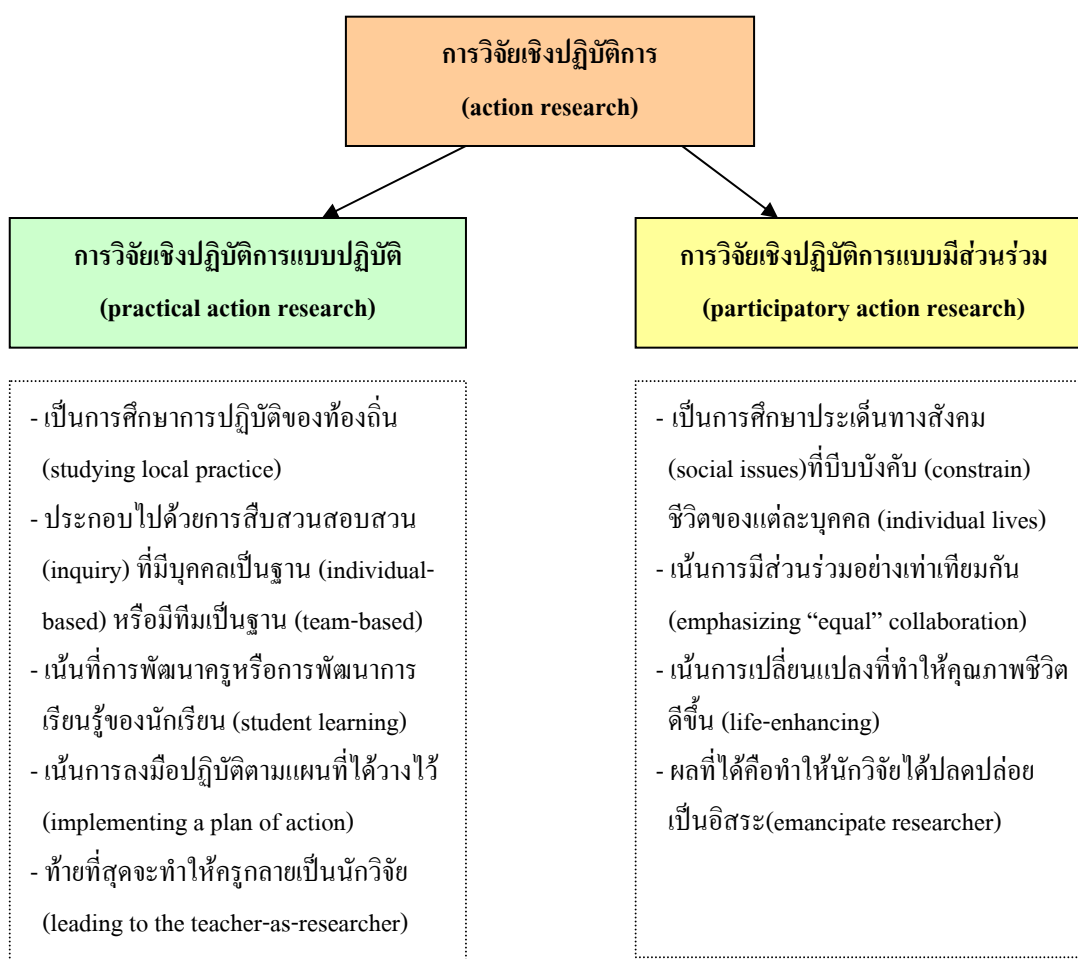 การวิจัยเชิงปฏิบัติการ
(action research)
การวิจัยเชิงปฏิบัติการแบบปฏิบัติ
(practical action research)
การวิจัยเชิงปฏิบัติการแบบมีส่วนร่วม
(participatory action research)
- เป็นการศึกษาการปฏิบัติของท้องถิ่น
(studying local practice)
- ประกอบไปด้วยการสืบสวนสอบสวน
(inquiry) ที่มีบุคคลเป็นฐาน (individual-
based) หรือมีทีมเป็นฐาน (team-based)
- เน้นที่การพัฒนาครูหรือการพัฒนาการ
เรียนรู้ของนักเรียน (student learning)
- เน้นการลงมือปฏิบัติตามแผนที่ได้วางไว้
(implementing a plan of action)
- ท้ายที่สุดจะทำให้ครูกลายเป็นนักวิจัย
(leading to the teacher-as-researcher)
- เป็นการศึกษาประเด็นทางสังคม
(social issues)ที่บีบบังคับ (constrain)
ชีวิตของแต่ละบุคคล (individual lives)
- เน้นการมีส่วนร่วมอย่างเท่าเทียมกัน
(emphasizing “equal” collaboration)
- เน้นการเปลี่ยนแปลงที่ทำให้คุณภาพชีวิต
ดีขึ้น (life-enhancing)
- ผลที่ได้คือทำให้นักวิจัยได้ปลดปล่อย
เป็นอิสระ(emancipate researcher)